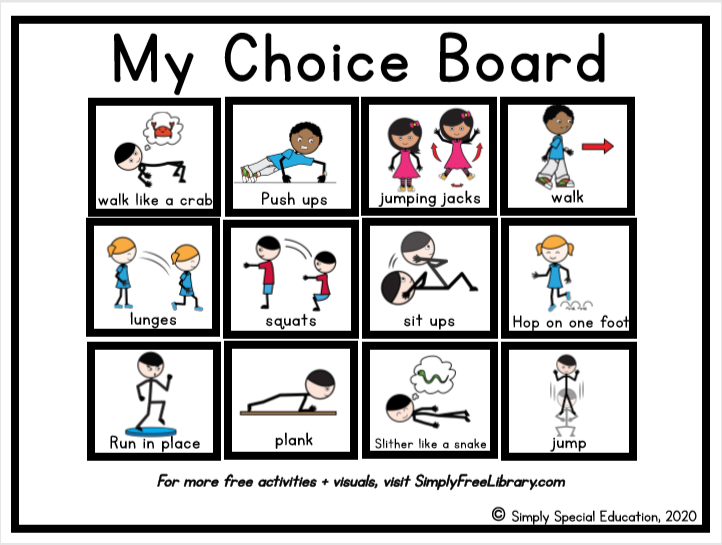 My Choice Board
walk like a crab
Push ups
jumping jacks
walk
lunges
squats
sit ups
Hop on one foot
Run in place
plank
Slither like a snake
jump
For more free activities + visuals, visit SimplyFreeLibrary.com
© Simply Special Education, 2020